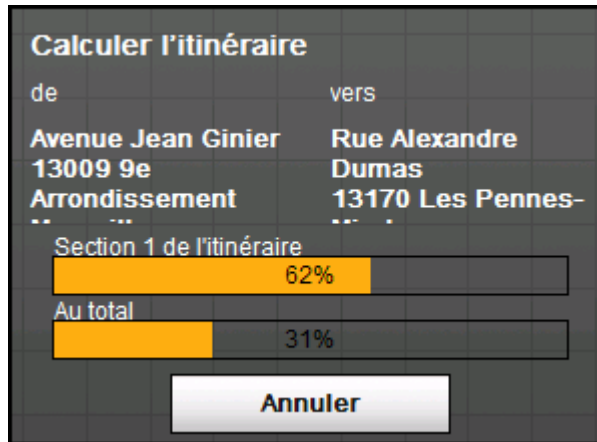 Calculer l'itinéraire
de
vers
Avenue Jean Ginier
13009 9e
Arrondissement
Rue Alexandre
Dumas
13170 Les Pennes-
Section 1 de l'itinéraire
62%
Au total
31%
Annuler